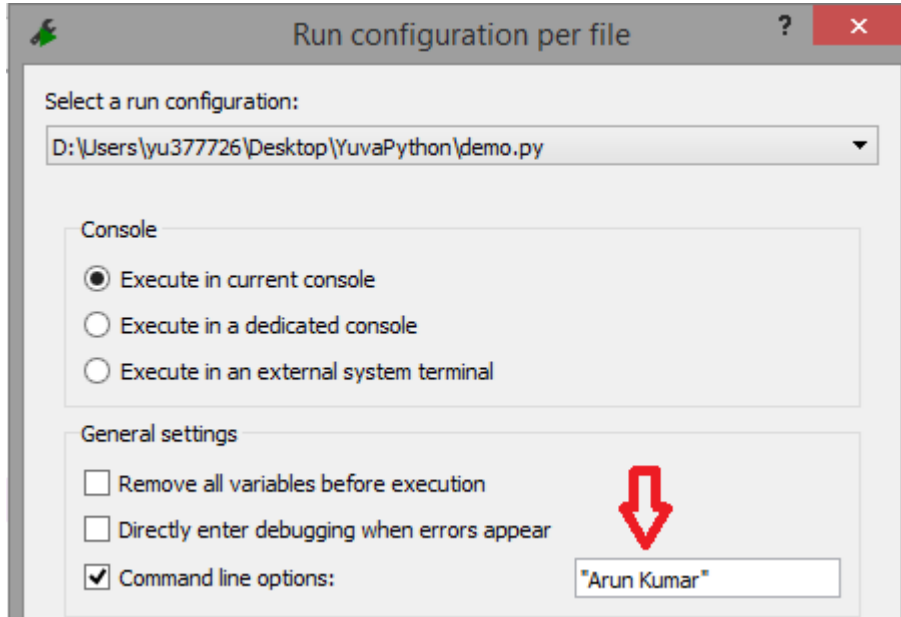 Run configuration per file
?
Select a run configuration:
D:\Users\yu377726\Desktop\YuvaPython\demo.py
Console
Execute in current console
Execute in a dedicated console
Execute in an external system terminal
General settings
Remove all variables before execution
Directly enter debugging when errors appear
Command line options: "Arun Kumar"